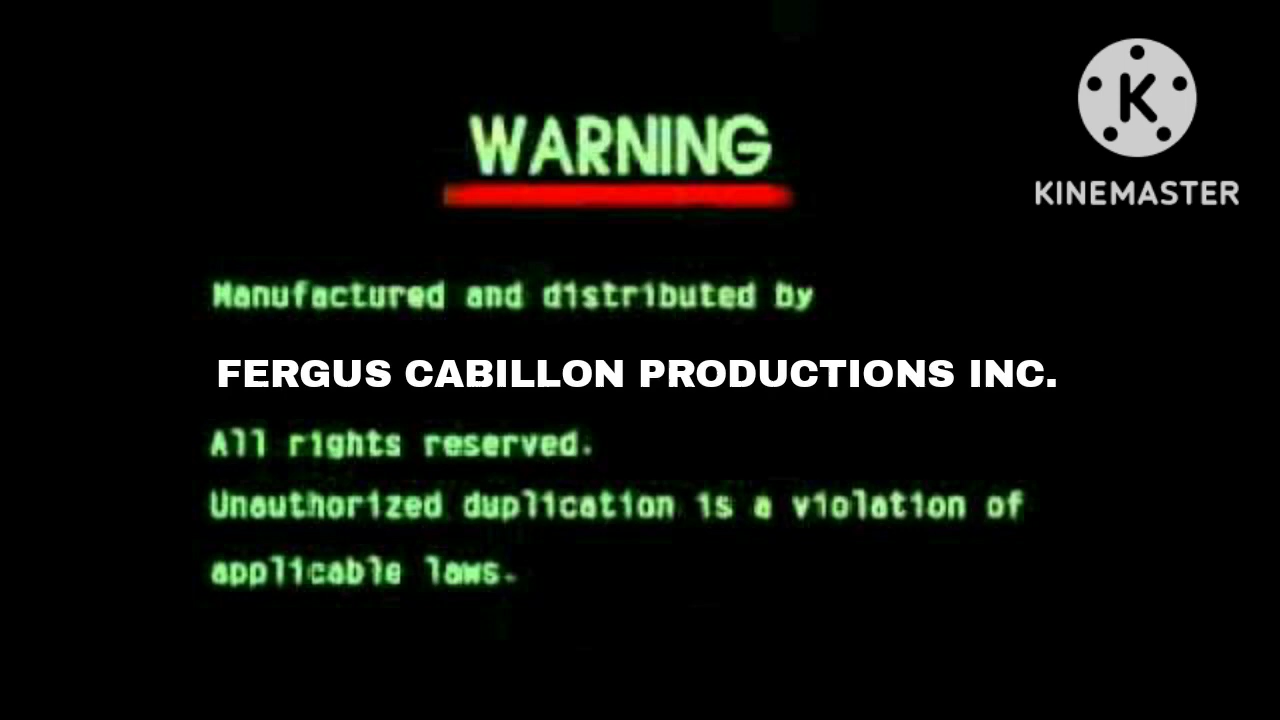 WARNING
K
KINEMASTER
Manufactured and distributed by
FERGUS CABILLON PRODUCTIONS INC.
All rights reserved.
Unauthorized duplication is a violation of
applicable laws.